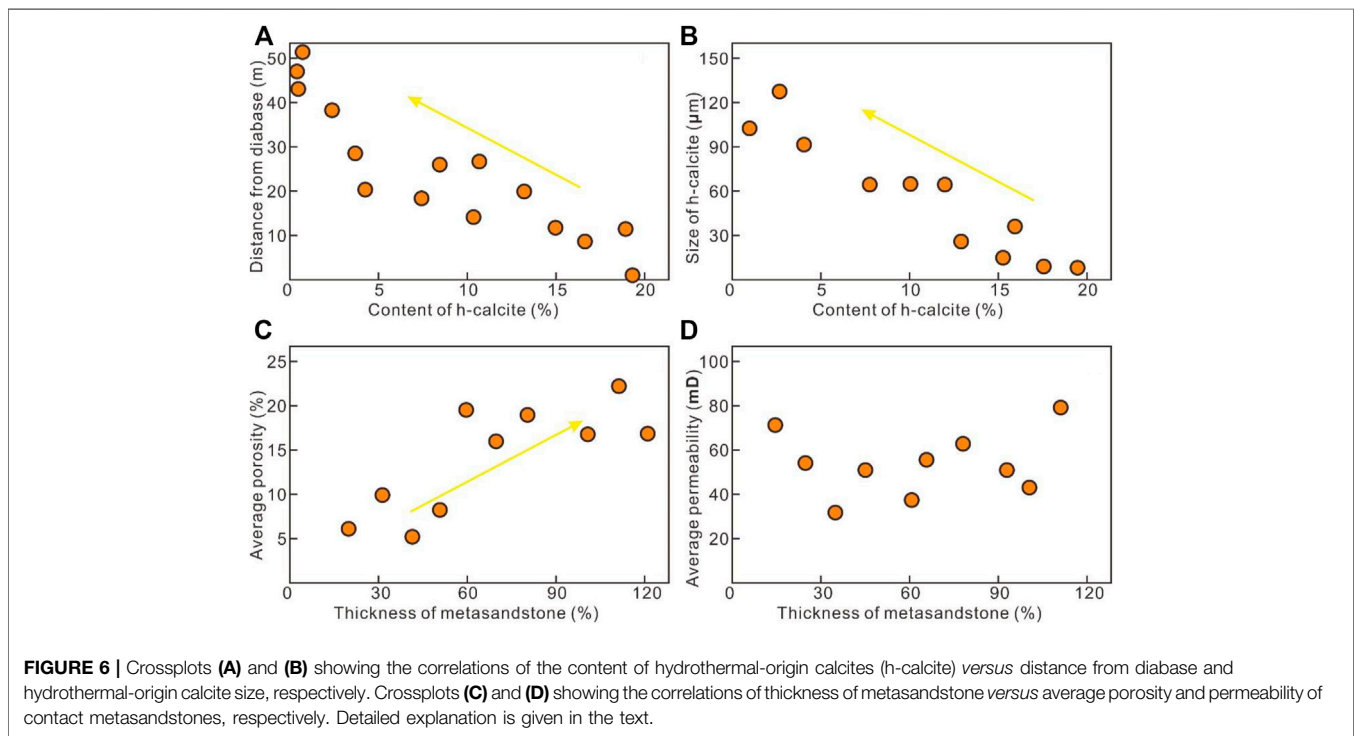 A
50
40
30
20
10
Distance from diabase (m)
0 5 10 15 20
Content of h-calcite (%)
B
150
120
90
60
30
Size of h-calcite (μm)
0 5 10 15 20
Content of h-calcite (%)
C
25
20
15
10
5
Average porosity (%)
0 30 60 90 120
Thickness of metasandstone (%)
D
100
80
60
40
20
Average permeability (mD)
0 30 60 90 120
Thickness of metasandstone (%)
FIGURE 6 | Crossplots (A) and (B) showing the correlations of the content of hydrothermal-origin calcites (h-calcite) versus distance from diabase and
hydrothermal-origin calcite size, respectively. Crossplots (C) and (D) showing the correlations of thickness of metasandstone versus average porosity and permeability of
contact metasandstones, respectively. Detailed explanation is given in the text.